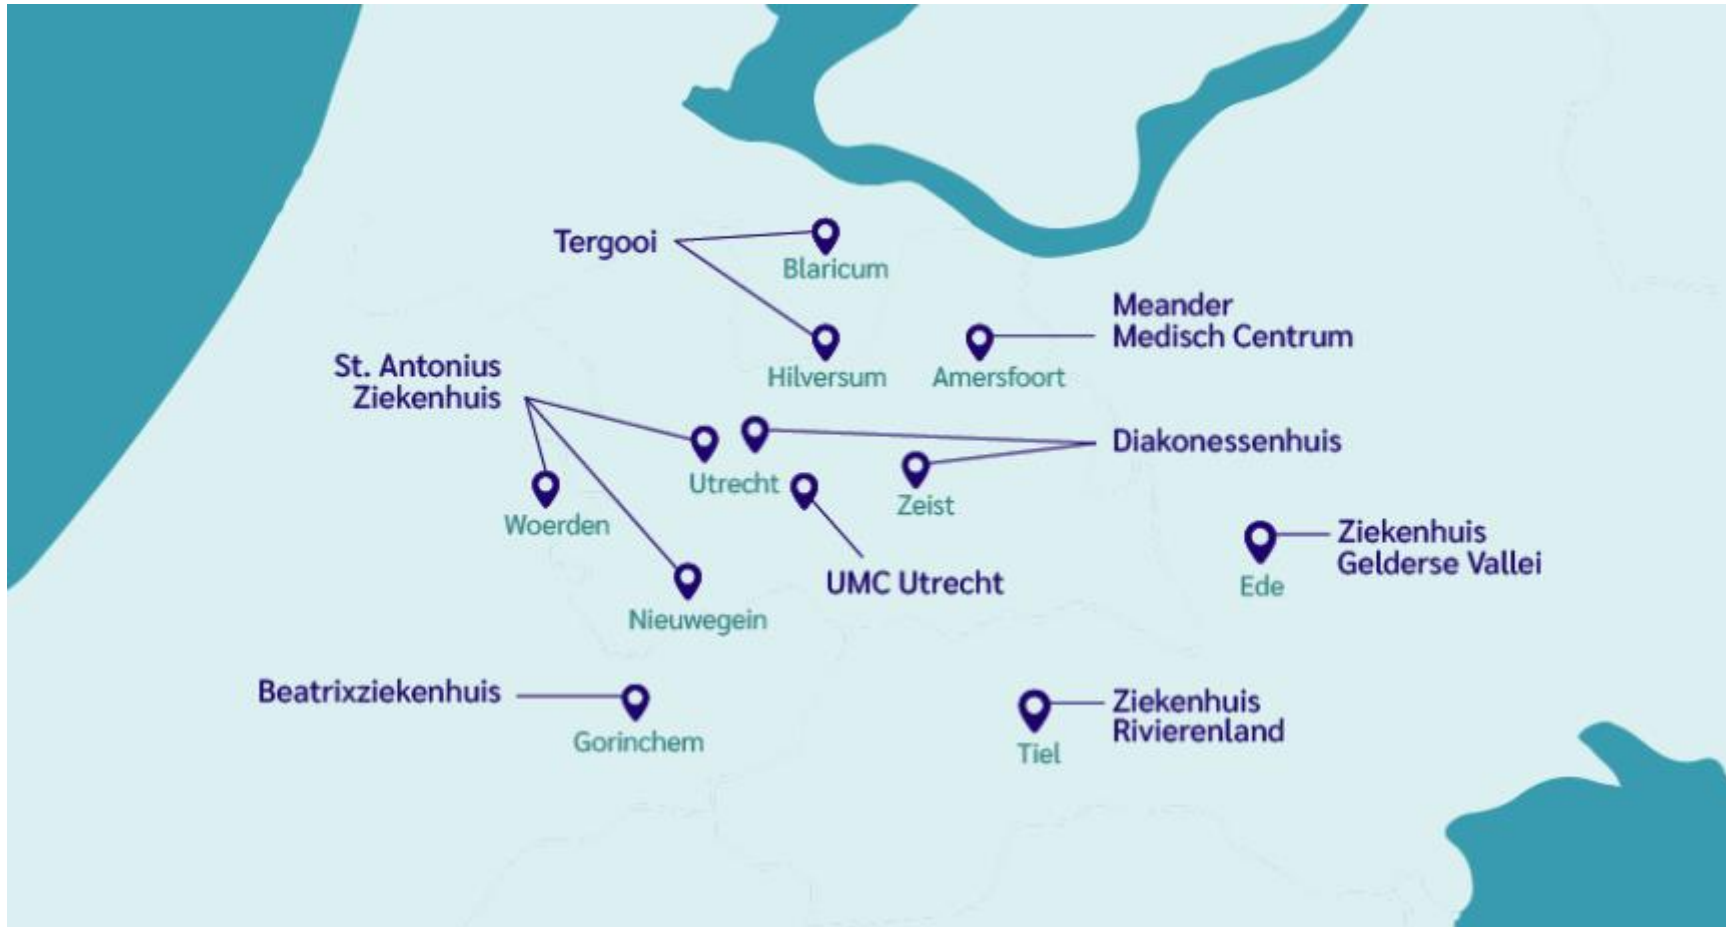 Tergooi
Blaricum
Meander
Medisch Centrum
Hilversum
Amersfoort
St. Antonius
Ziekenhuis
Diakonessenhuis
Utrecht
Zeist
Woerden
Ziekenhuis
Gelderse Vallei
UMC Utrecht
Ede
Nieuwegein
Beatrixziekenhuis
Gorinchem
Ziekenhuis
Rivierenland
Tiel